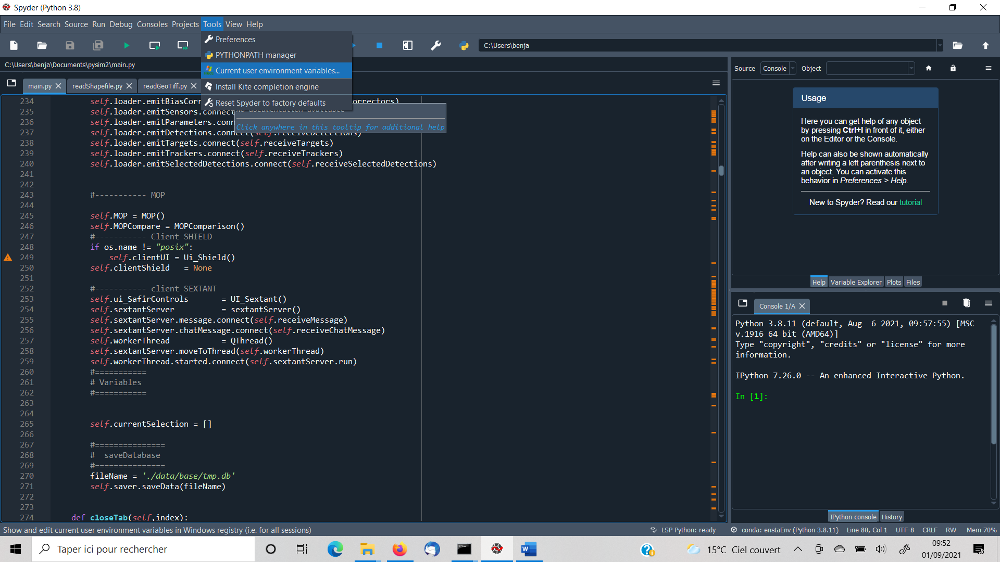 Spyder (Python 3.8)
File Edit Search Source Run Debug Consoles Projects Tools View Help
Preferences
PYTHONPATH manager
Current user environment variables...
Install Kite completion engine
Reset Spyder to factory defaults
C:\Users\benja
C:\Users\benja\Documents\pysim2\main.py
main.py readShapefile.py readGeoTiff.py
234 self.loader.emitBiasCorr orrectors)
235 self.loader.emitSensors.connect
No documentation available
236 self.loader.emitParameters.conn
Click anywhere in this tooltip for additional help
237 self.loader.emitDetections.connect(self.receiveDetections)
238 self.loader.emitTargets.connect(self.receiveTargets)
239 self.loader.emitTrackers.connect(self.receiveTrackers)
240 self.loader.emitSelectedDetections.connect(self.receiveSelectedDetections)
241
242
243 #----------- MOP
244
245 self.MOP = MOP()
246 self.MOPCompare = MOPComparison()
247 #----------- Client SHIELD
248 if os.name != "posix":
249 self.clientUI = Ui_Shield()
250 self.clientShield = None
251
252 #----------- client SEXTANT
253 self.ui_SafirControls = UI_Sextant()
254 self.sextantServer = sextantServer()
255 self.sextantServer.message.connect(self.receiveMessage)
256 self.sextantServer.chatMessage.connect(self.receiveChatMessage)
257 self.workerThread = QThread()
258 self.sextantServer.moveToThread(self.workerThread)
259 self.workerThread.started.connect(self.sextantServer.run)
260 #===========
261 # Variables
262 #===========
263
264
265 self.currentSelection = []
266
267 #===============
268 # saveDatabase
269 #===============
270 fileName = './data/base/tmp.db'
271 self.saver.saveData(fileName)
272
273
274 def closeTab(self,index):
Source Console Object
Usage
Here you can get help of any object
by pressing Ctrl+I in front of it, either
on the Editor or the Console.
Help can also be shown automatically
after writing a left parenthesis next to
an object. You can activate this
behavior in Preferences > Help.
New to Spyder? Read our tutorial
Help Variable Explorer Plots Files
Console 1/A
Python 3.8.11 (default, Aug  6 2021, 09:57:55) [MSC
v.1916 64 bit (AMD64)]
Type "copyright", "credits" or "license" for more
information.
IPython 7.26.0 -- An enhanced Interactive Python.
In [1]:
IPython console History
Show and edit current user environment variables in Windows registry (i.e. for all sessions)
LSP Python: ready conda: enstaEnv (Python 3.8.11) Line 80, Col 1 UTF-8 CRLF RW Mem 70%
Taper ici pour rechercher
15°C Ciel couvert
09:52
01/09/2021